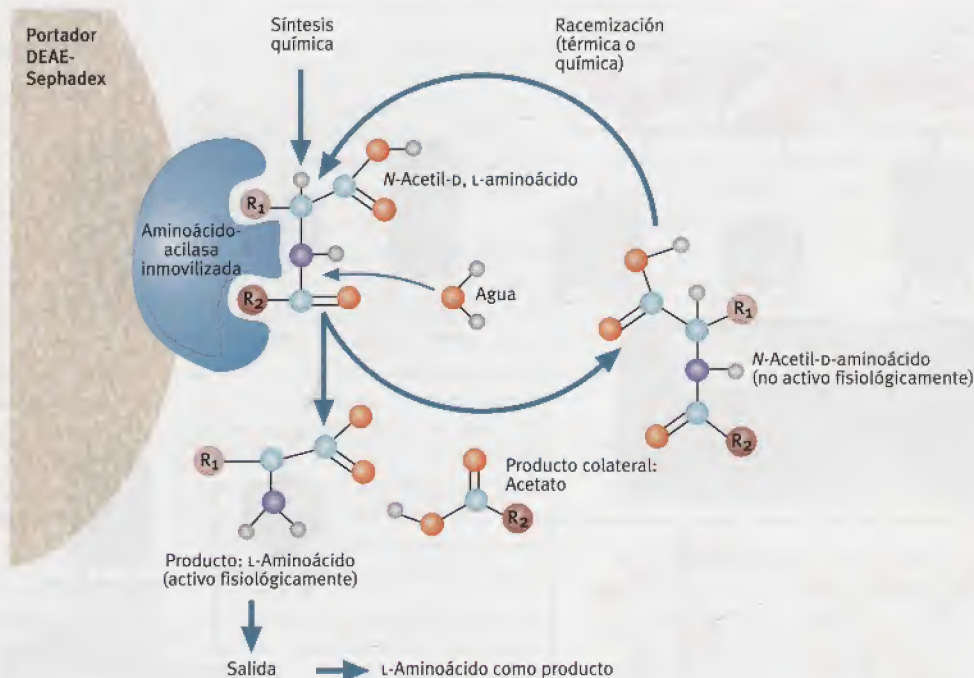 Portador
DEAE-
Sephadex
Síntesis
química
Racemización
(térmica o
química)
N-Acetil-D, L-aminoácido
R1
Aminoácido-
acilasa
inmovilizada
R2
Agua
R1
N-Acetil-D-aminoácido
(no activo fisiológicamente)
R2
R1
Producto colateral:
Acetato
R2
Producto: L-Aminoácido
(activo fisiológicamente)
Salida
L-Aminoácido como producto